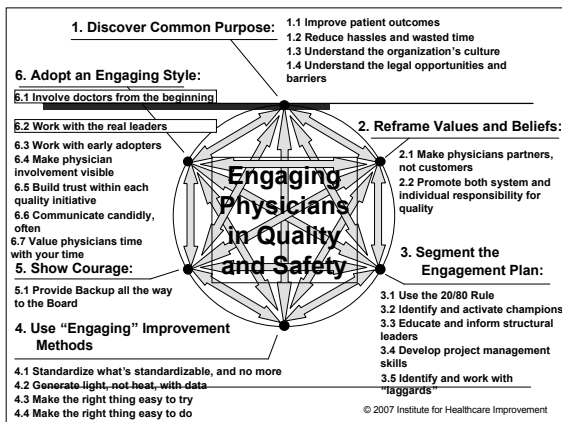 1. Discover Common Purpose:
1.1 Improve patient outcomes
1.2 Reduce hassles and wasted time
1.3 Understand the organization's culture
1.4 Understand the legal opportunities and
barriers
6. Adopt an Engaging Style:
6.1 Involve doctors from the beginning
6.2 Work with the real leaders
6.3 Work with early adopters
6.4 Make
physician
involvement
visible
6.5 Build trust within each
quality initiative
6.6 Communicate candidly,
often
6.7 Value physicians time
with your time
2. Reframe Values and Beliefs:
2.1 Make physicians partners,
not customers
2.2 Promote both system and
individual responsibility for
quality
Engaging
Physicians
in Quality
and Safety
5. Show Courage:
5.1 Provide Backup all the way
to the Board
3. Segment the
Engagement Plan:
3.1 Use the 20/80 Rule
3.2 Identify and activate champions
3.3 Educate and inform structural
leaders
3.4 Develop project management
skills
3.5 Identify and work with
"laggards"
4. Use “Engaging” Improvement
Methods
4.1 Standardize what's standardizable, and no more
4.2 Generate light, not heat, with data
4.3 Make the right thing easy to try
4.4 Make the right thing easy to do
© 2007 Institute for Healthcare Improvement